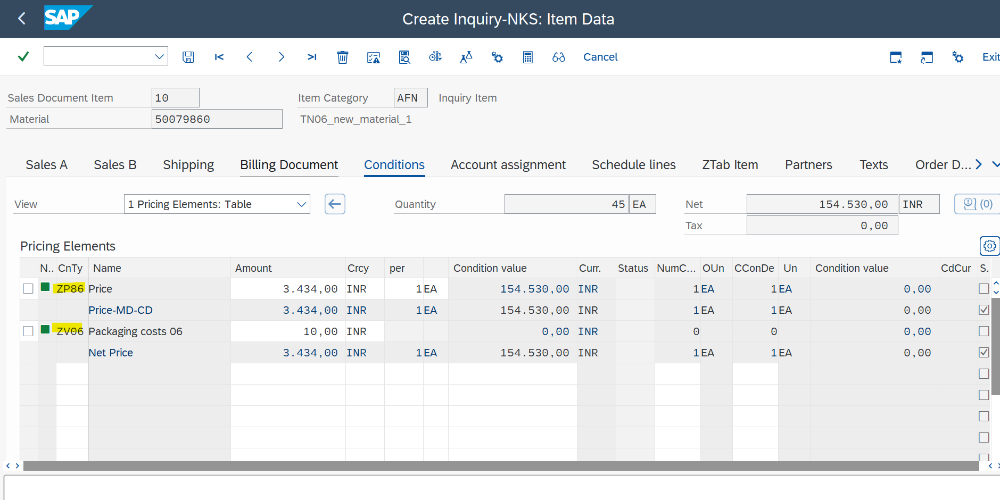 SAP
Create Inquiry-NKS: Item Data
Cancel
Exit
Sales Document Item 10 Item Category AFN Inquiry Item
Material 50079860 TN06_new_material_1
Sales A Sales B Shipping Billing Document Conditions Account assignment Schedule lines ZTab Item Partners Texts Order D...
View 1 Pricing Elements: Table Quantity 45 EA Net 154.530,00 INR (0)
Tax 0,00
Pricing Elements
N.. CnTy Name Amount Crcy per Condition value Curr. Status NumC... OUn CConDe Un Condition value CdCur S.
ZP86 Price 3.434,00 INR 1 EA 154.530,00 INR 1 EA 1 EA 0,00
Price-MD-CD 3.434,00 INR 1 EA 154.530,00 INR 1 EA 1 EA 0,00
ZV06 Packaging costs 06 10,00 INR 0,00 INR 0 0 0,00
Net Price 3.434,00 INR 1 EA 154.530,00 INR 1 EA 1 EA 0,00